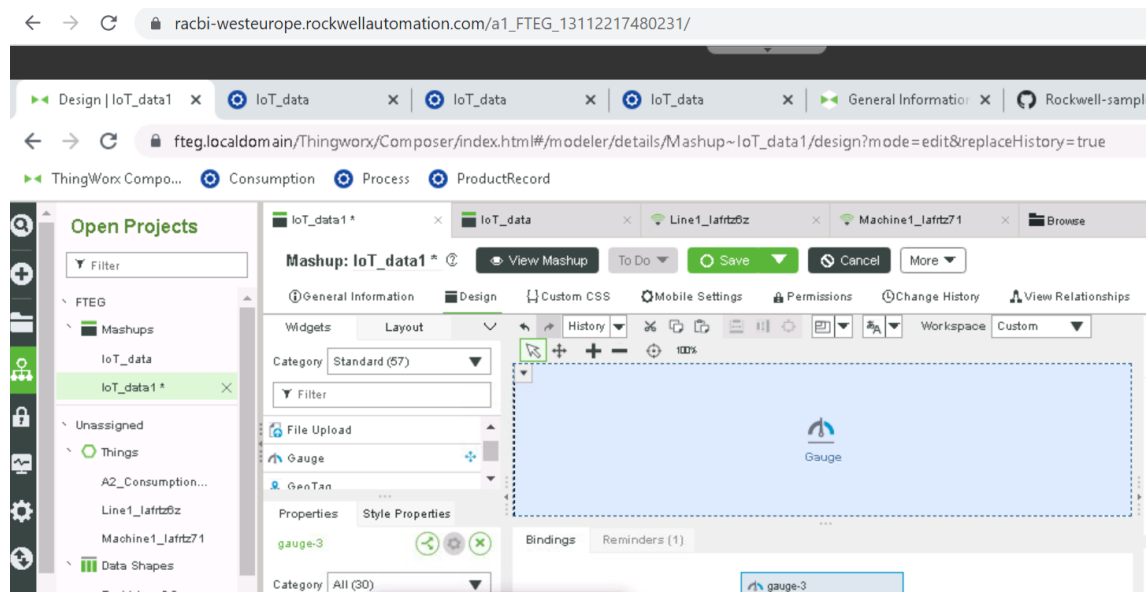 racbi-westeurope.rockwellautomation.com/a1_FTEG_13112217480231/
Design | IoT_data1 IoT_data IoT_data IoT_data General Information Rockwell-sampl
fteg.localdomain/Thingworx/Composer/index.html#/modeler/details/Mashup~IoT_data1/design?mode=edit&replaceHistory=true
ThingWorx Compo... Consumption Process ProductRecord
Open Projects
Filter
FTEG
Mashups
IoT_data
IoT_data1 *
Unassigned
Things
A2_Consumption...
Line1_lafrtz6z
Machine1_lafrtz71
Data Shapes
IoT_data1 * IoT_data Line1_lafrtz6z Machine1_lafrtz71 Browse
Mashup: IoT_data1 * View Mashup To Do Save Cancel More
General Information Design Custom CSS Mobile Settings Permissions Change History View Relationships
Widgets Layout
History Workspace Custom
Category Standard (57)
100%
Filter
File Upload
Gauge
GeoTag
Gauge
Properties Style Properties
gauge-3
Category All (30)
Bindings Reminders (1)
gauge-3